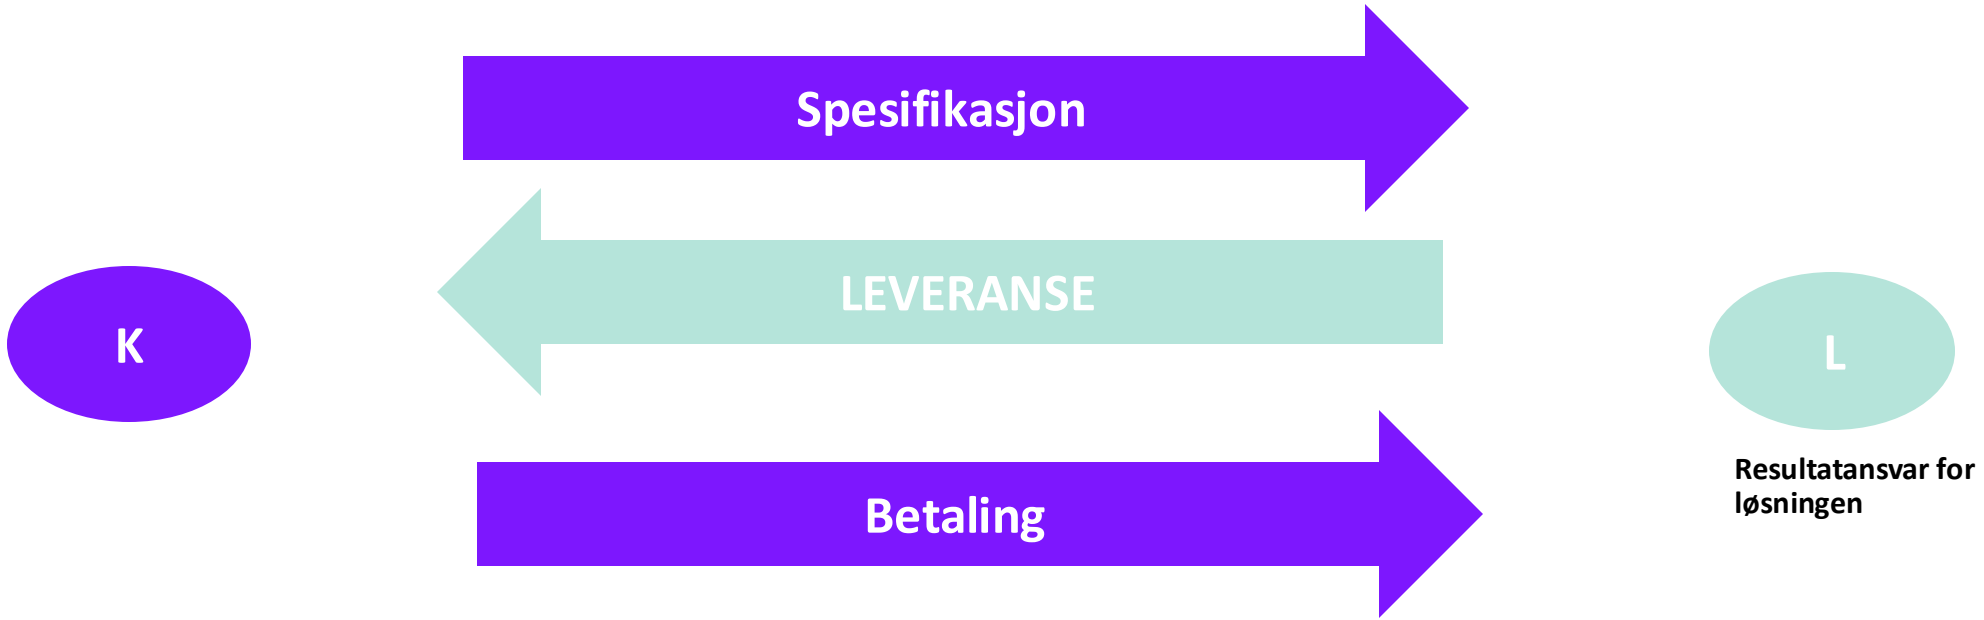 Spesifikasjon
LEVERANSE
K
L
Betaling
Resultatansvar for
løsningen